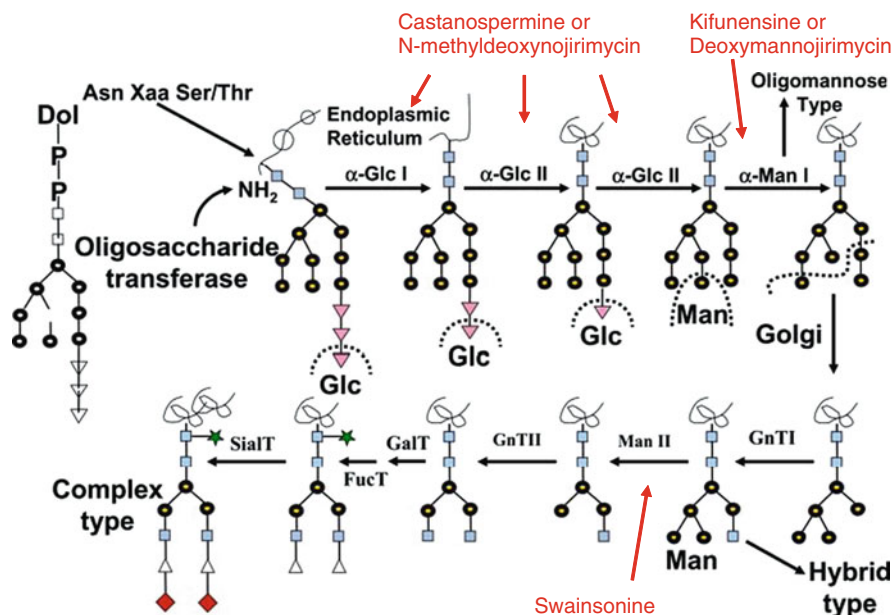 Castanospermine or
N-methyldeoxynojirimycin
Kifunensine or
Deoxymannojirimycin
Asn Xaa Ser/Thr
Dol
P
P
Endoplasmic
Reticulum
Oligomannose
Type
NH2
α-Glc I
α-Glc II
α-Glc II
α-Man I
Oligosaccharide
transferase
Glc
Glc
Glc
Man
Golgi
SialT
GalT
FucT
GnTII
Man II
GnTI
Complex
type
Man
Hybrid
type
Swainsonine